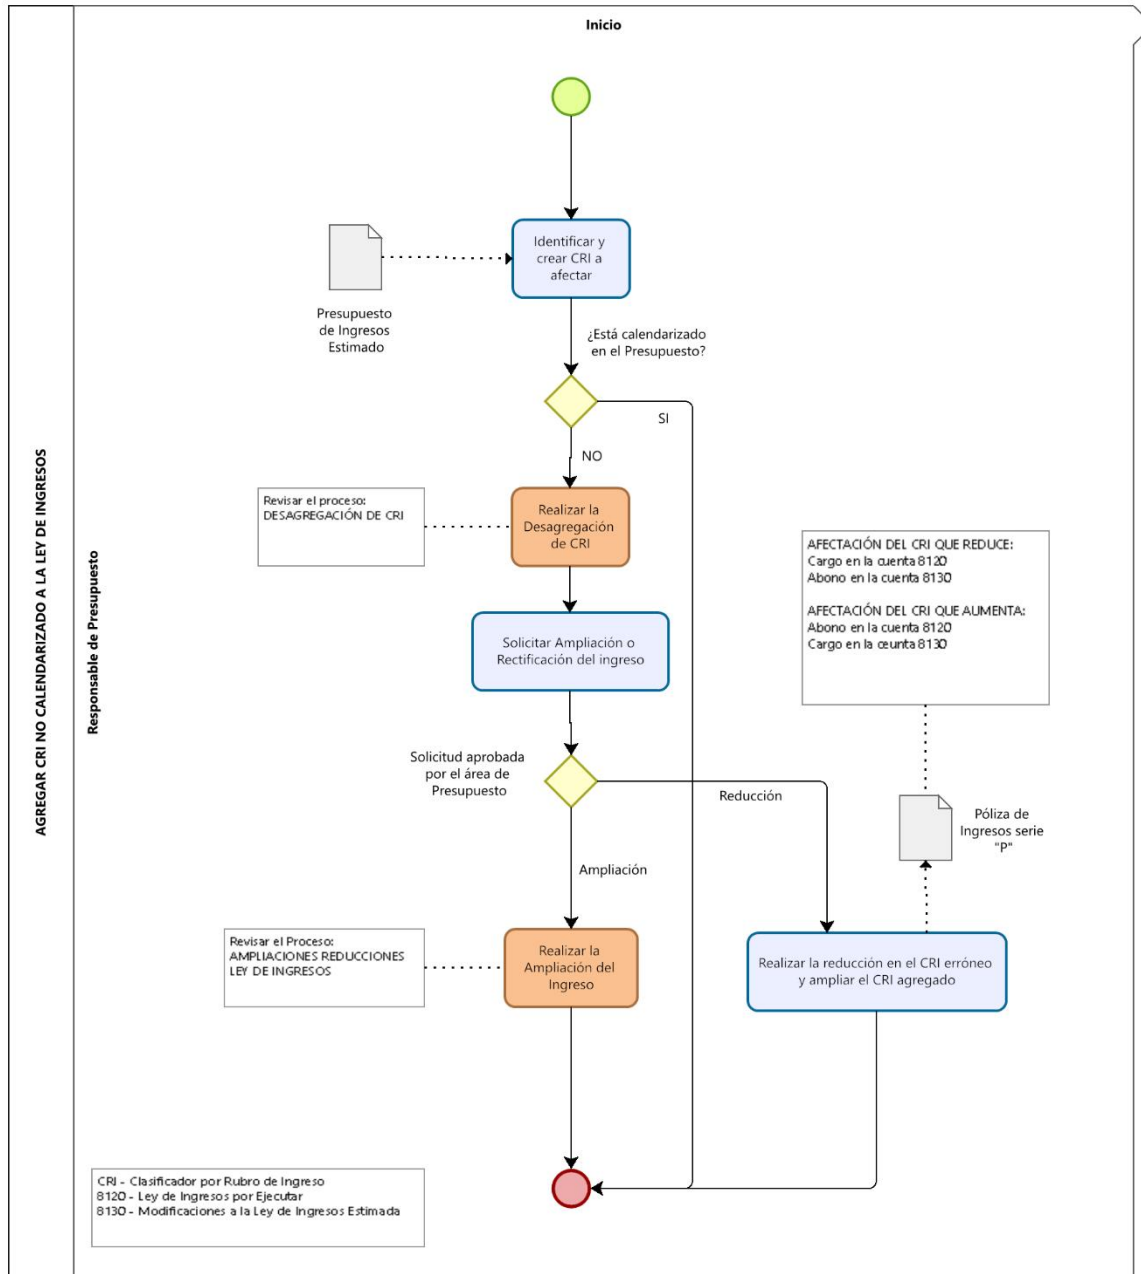 Inicio
AGREGAR CRI NO CALENDARIZADO A LA LEY DE INGRESOS
Responsable de Presupuesto
Identificar y
crear CRI a
afectar
Presupuesto
de Ingresos
Estimado
¿Está calendarizado
en el Presupuesto?
SI
NO
Revisar el proceso:
DESAGREGACIÓN DE CRI
Realizar la
Desagregación
de CRI
AFECTACIÓN DEL CRI QUE REDUCE:
Cargo en la cuenta 8120
Abono en la cuenta 8130
AFECTACIÓN DEL CRI QUE AUMENTA:
Abono en la cuenta 8120
Cargo en la ceunta 8130
Solicitar Ampliación o
Rectificación del ingreso
Solicitud aprobada
por el área de
Presupuesto
Reducción
Póliza de
Ingresos serie
"P"
Ampliación
Revisar el Proceso:
AMPLIACIONES REDUCCIONES
LEY DE INGRESOS
Realizar la
Ampliación del
Ingreso
Realizar la reducción en el CRI erróneo
y ampliar el CRI agregado
CRI - Clasificador por Rubro de Ingreso
8120 - Ley de Ingresos por Ejecutar
8130 - Modificaciones a la Ley de Ingresos Estimada